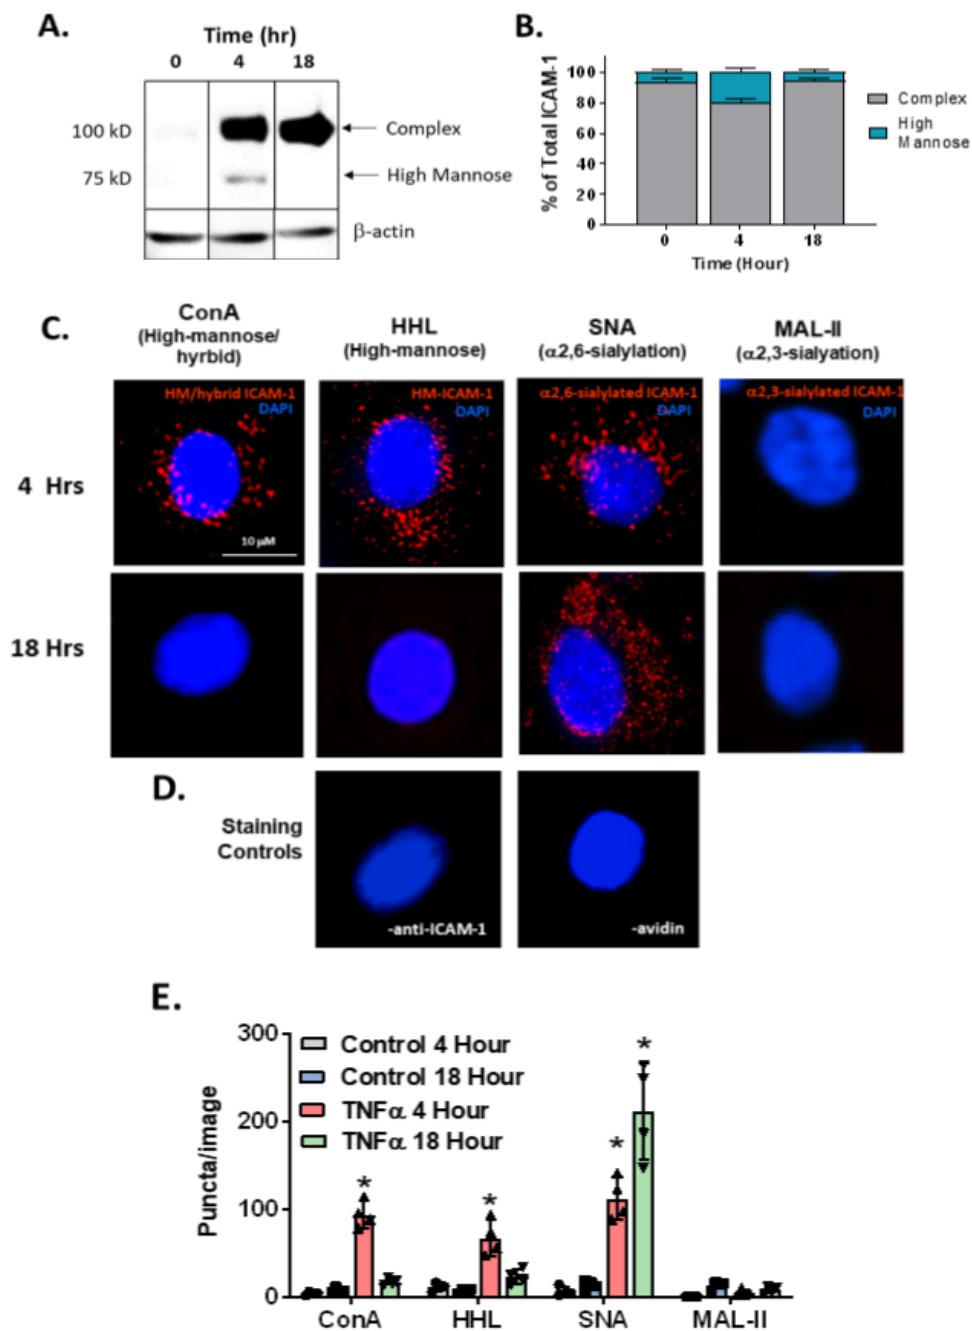 A.
Time (hr)
0 4 18
100 kD
Complex
75 kD
High Mannose
β-actin
B.
% of Total ICAM-1
100
80
60
40
20
0
0 4 18
Time (Hour)
Complex
High
Mannose
C.
ConA
(High-mannose/
hyrbid)
HHL
(High-mannose)
SNA
(α2,6-sialylation)
MAL-II
(α2,3-sialyation)
4 Hrs
HM/hybrid ICAM-1
DAPI
10 µM
HM-ICAM-1
DAPI
α2,6-sialylated ICAM-1
DAPI
α2,3-sialylated ICAM-1
DAPI
18 Hrs
D.
Staining
Controls
-anti-ICAM-1
-avidin
E.
Puncta/image
300
200
100
0
Control 4 Hour
Control 18 Hour
TNFα 4 Hour
TNFα 18 Hour
* * * *
ConA HHL SNA MAL-II